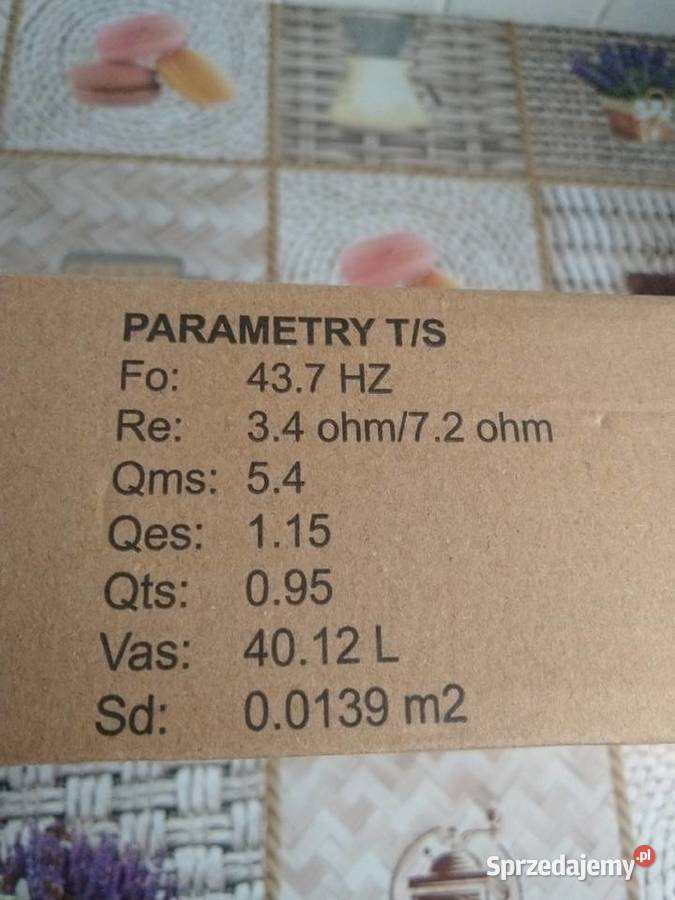 PARAMETRY T/S
Fo: 43.7 HZ
Re: 3.4 ohm/7.2 ohm
Qms: 5.4
Qes: 1.15
Qts: 0.95
Vas: 40.12 L
Sd: 0.0139 m2
Sprzedajemy.pl